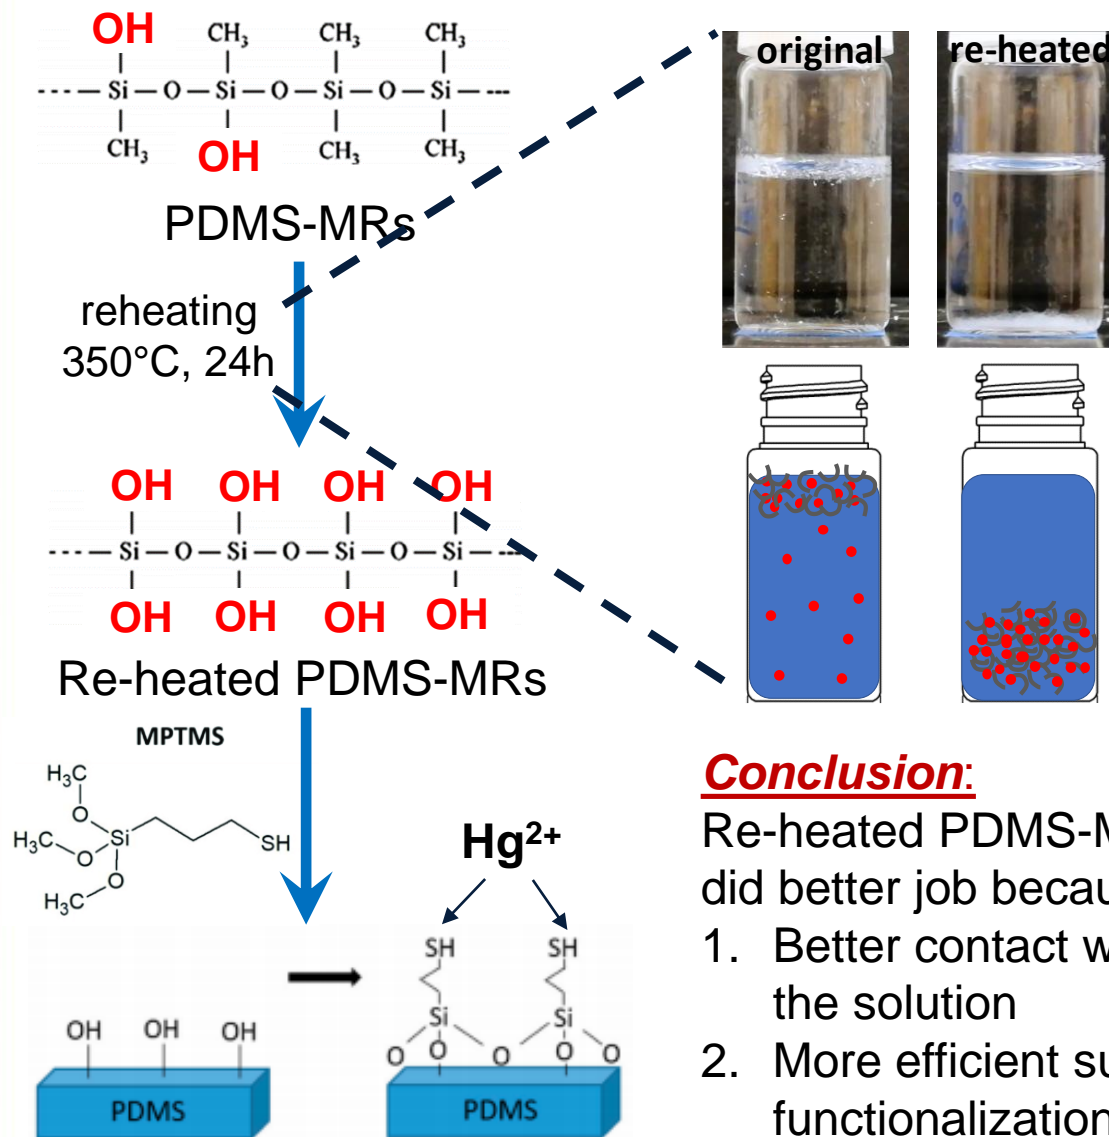 OH CH₃ CH₃ CH₃
--- Si — O — Si — O — Si — O — Si ---
CH₃ OH CH₃ CH₃
PDMS-MRs
reheating
350°C, 24h
OH OH OH OH
--- Si — O — Si — O — Si — O — Si ---
OH OH OH OH
Re-heated PDMS-MRs
MPTMS
H₃C
O
H₃C O Si SH
O
H₃C
Hg²⁺
SH SH
Si Si
O O O O O
OH OH OH
PDMS PDMS
original re-heated
Conclusion:
Re-heated PDMS-M
did better job becau
1. Better contact w
the solution
2. More efficient su
functionalization